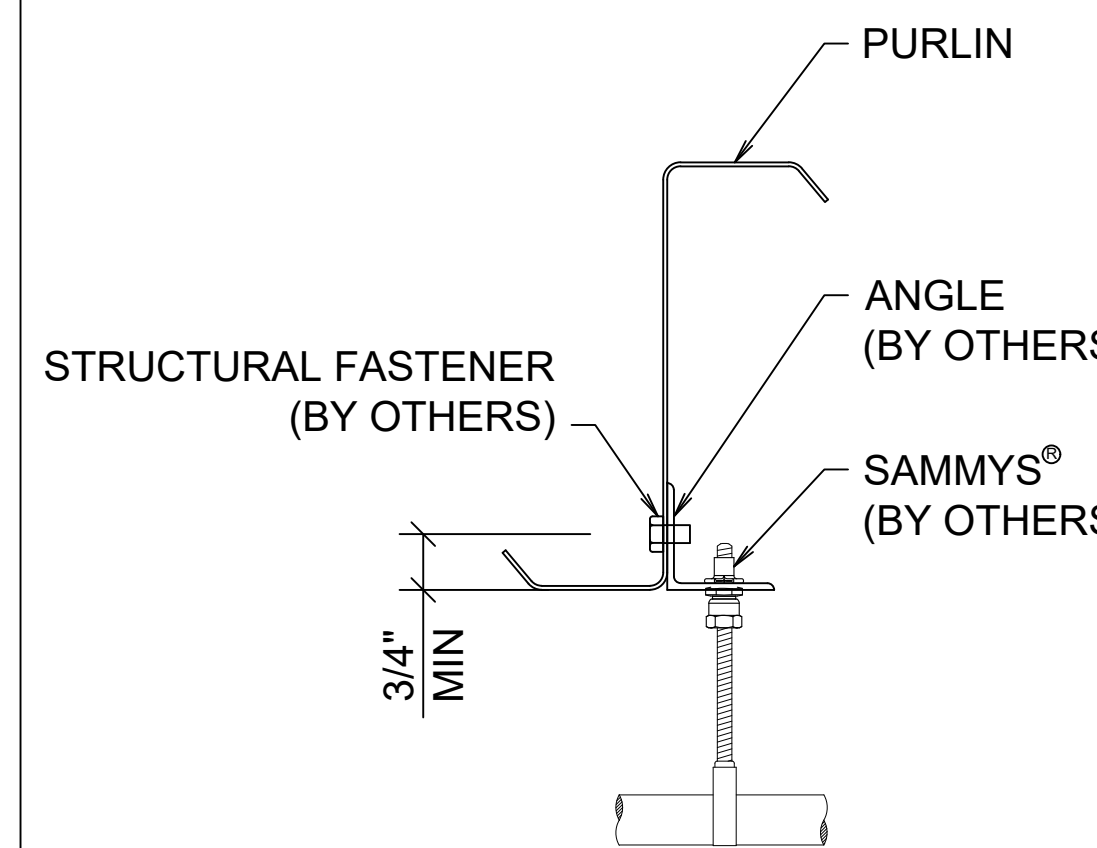 PURLIN
ANGLE
(BY OTHERS
STRUCTURAL FASTENER
(BY OTHERS)
SAMMYS®
(BY OTHERS
3/4"
MIN